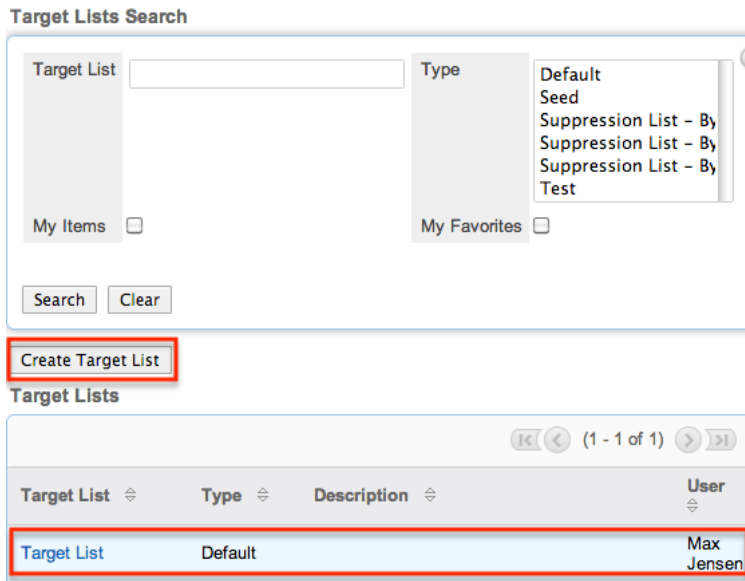 Target Lists Search
Target List
Type
Default
Seed
Suppression List – By
Suppression List – By
Suppression List – By
Test
My Items
My Favorites
Search Clear
Create Target List
Target Lists
(1 - 1 of 1)
Target List Type Description User
Target List Default Max
Jensen